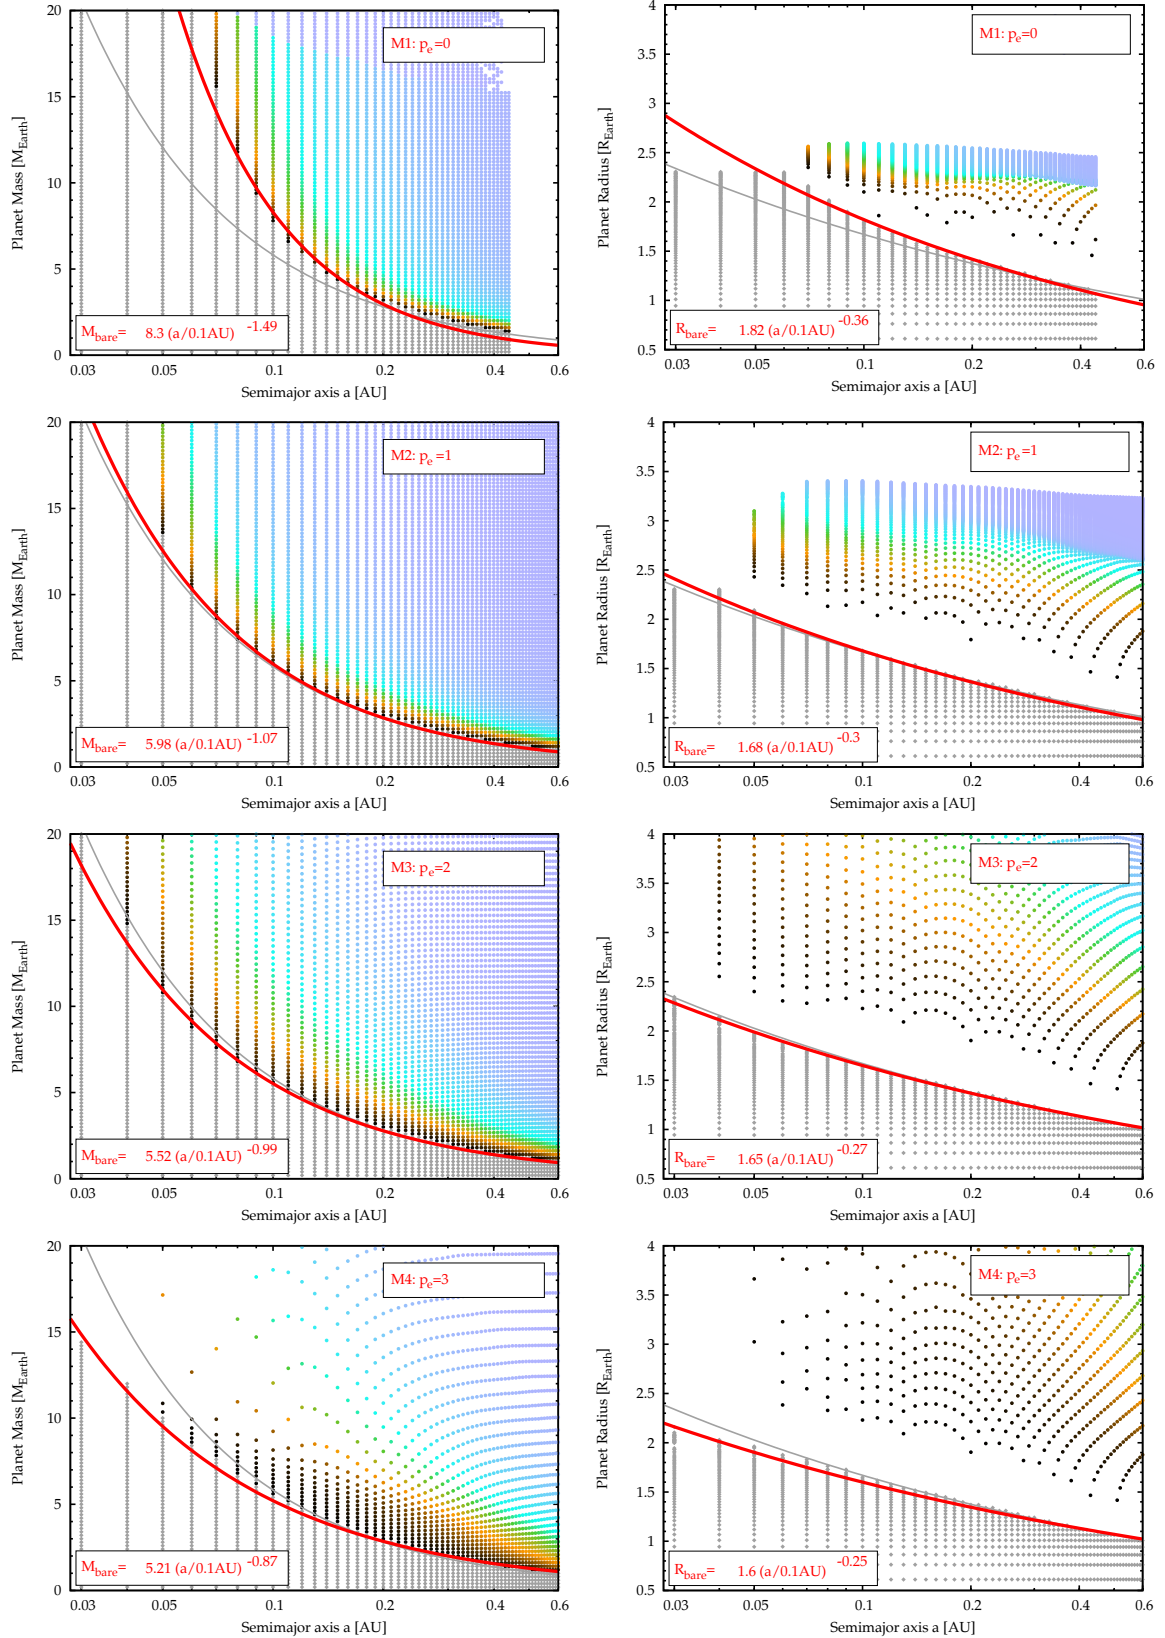 M1: p_e=0
Planet Mass [M_Earth]
20
15
10
5
0
M_bare= 8.3 (a/0.1AU)^-1.49
0.03 0.05 0.1 0.2 0.4 0.6
Semimajor axis a [AU]
M1: p_e=0
Planet Radius [R_Earth]
4
3.5
3
2.5
2
1.5
1
0.5
R_bare= 1.82 (a/0.1AU)^-0.36
0.03 0.05 0.1 0.2 0.4 0.6
Semimajor axis a [AU]
M2: p_e=1
Planet Mass [M_Earth]
20
15
10
5
0
M_bare= 5.98 (a/0.1AU)^-1.07
0.03 0.05 0.1 0.2 0.4 0.6
Semimajor axis a [AU]
M2: p_e=1
Planet Radius [R_Earth]
4
3.5
3
2.5
2
1.5
1
0.5
R_bare= 1.68 (a/0.1AU)^-0.3
0.03 0.05 0.1 0.2 0.4 0.6
Semimajor axis a [AU]
M3: p_e=2
Planet Mass [M_Earth]
20
15
10
5
0
M_bare= 5.52 (a/0.1AU)^-0.99
0.03 0.05 0.1 0.2 0.4 0.6
Semimajor axis a [AU]
M3: p_e=2
Planet Radius [R_Earth]
4
3.5
3
2.5
2
1.5
1
0.5
R_bare= 1.65 (a/0.1AU)^-0.27
0.03 0.05 0.1 0.2 0.4 0.6
Semimajor axis a [AU]
M4: p_e=3
Planet Mass [M_Earth]
20
15
10
5
0
M_bare= 5.21 (a/0.1AU)^-0.87
0.03 0.05 0.1 0.2 0.4 0.6
Semimajor axis a [AU]
M4: p_e=3
Planet Radius [R_Earth]
4
3.5
3
2.5
2
1.5
1
0.5
R_bare= 1.6 (a/0.1AU)^-0.25
0.03 0.05 0.1 0.2 0.4 0.6
Semimajor axis a [AU]